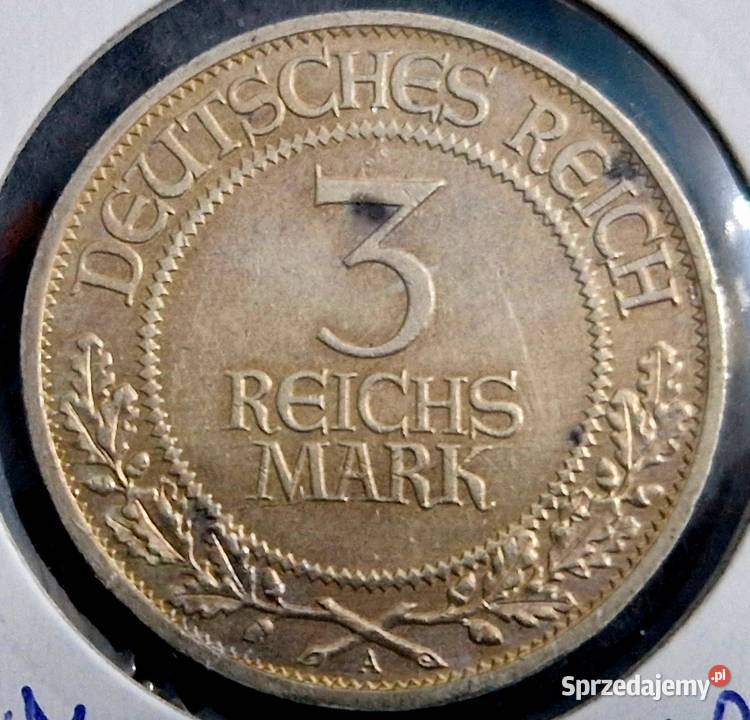 DEUTSCHES REICH
3
REICHS
MARK
A
Sprzedajemy.pl